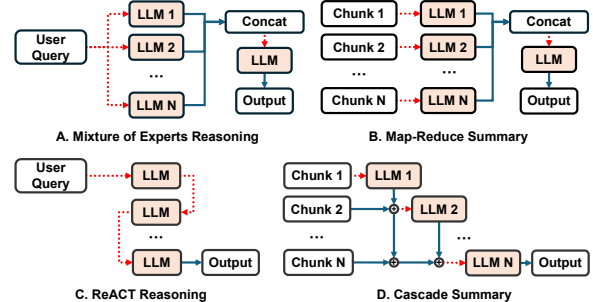 User
Query
LLM 1
LLM 2
...
LLM N
Concat
LLM
Output
A. Mixture of Experts Reasoning
Chunk 1
Chunk 2
...
Chunk N
LLM 1
LLM 2
...
LLM N
Concat
LLM
Output
B. Map-Reduce Summary
User
Query
LLM
LLM
...
LLM
Output
C. ReACT Reasoning
Chunk 1
LLM 1
Chunk 2
LLM 2
...
...
Chunk N
LLM N
Output
D. Cascade Summary